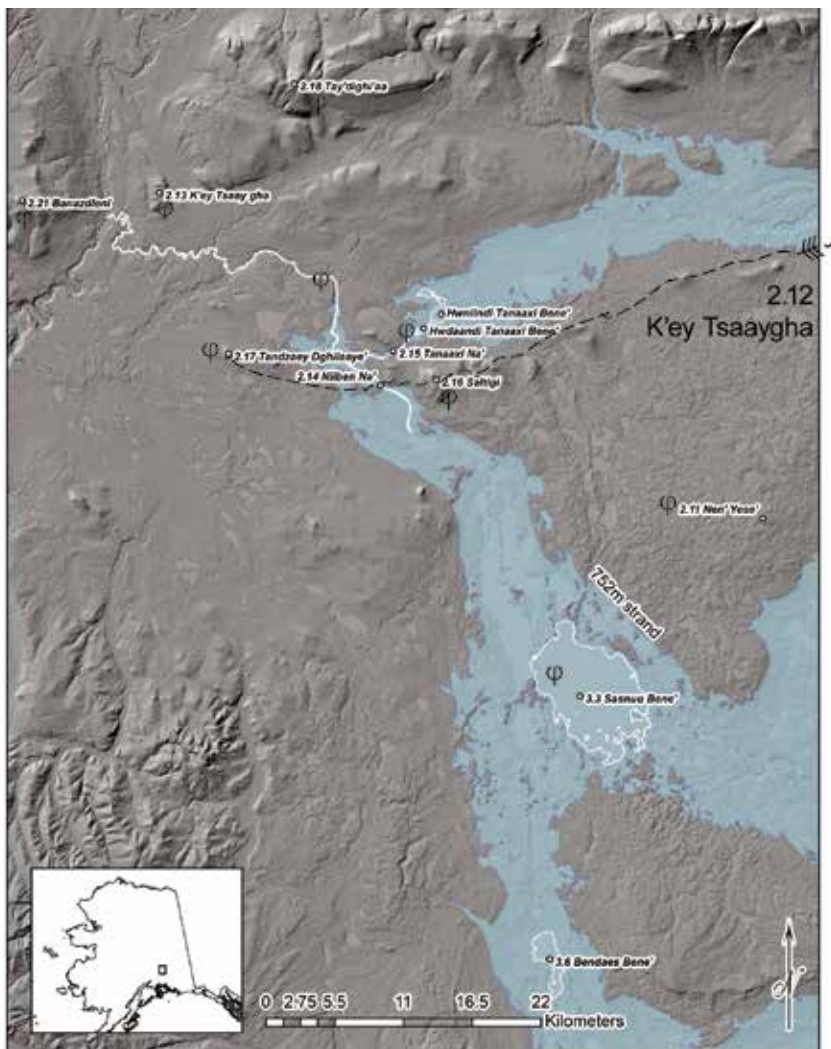 2.18 Tay'dighi'aa
2.13 K'ey Tsaay gha
2.21 Banazdleni
φ
φ
2.12
K'ey Tsaaygha
Hwniindi Tanaaxi Bene'
Hwdaandi Tanaaxi Bene'
φ
φ 2.17 Tandzaey Dghilaaye'
2.15 Tanaaxi Na'
2.14 Nilben Na'
2.16 Saltigi
φ
φ 2.11 Nen' Yese'
752m strand
φ
3.3 Sasnuu Bene'
3.6 Bendaes Bene'
0 2.75 5.5 11 16.5 22
Kilometers
N